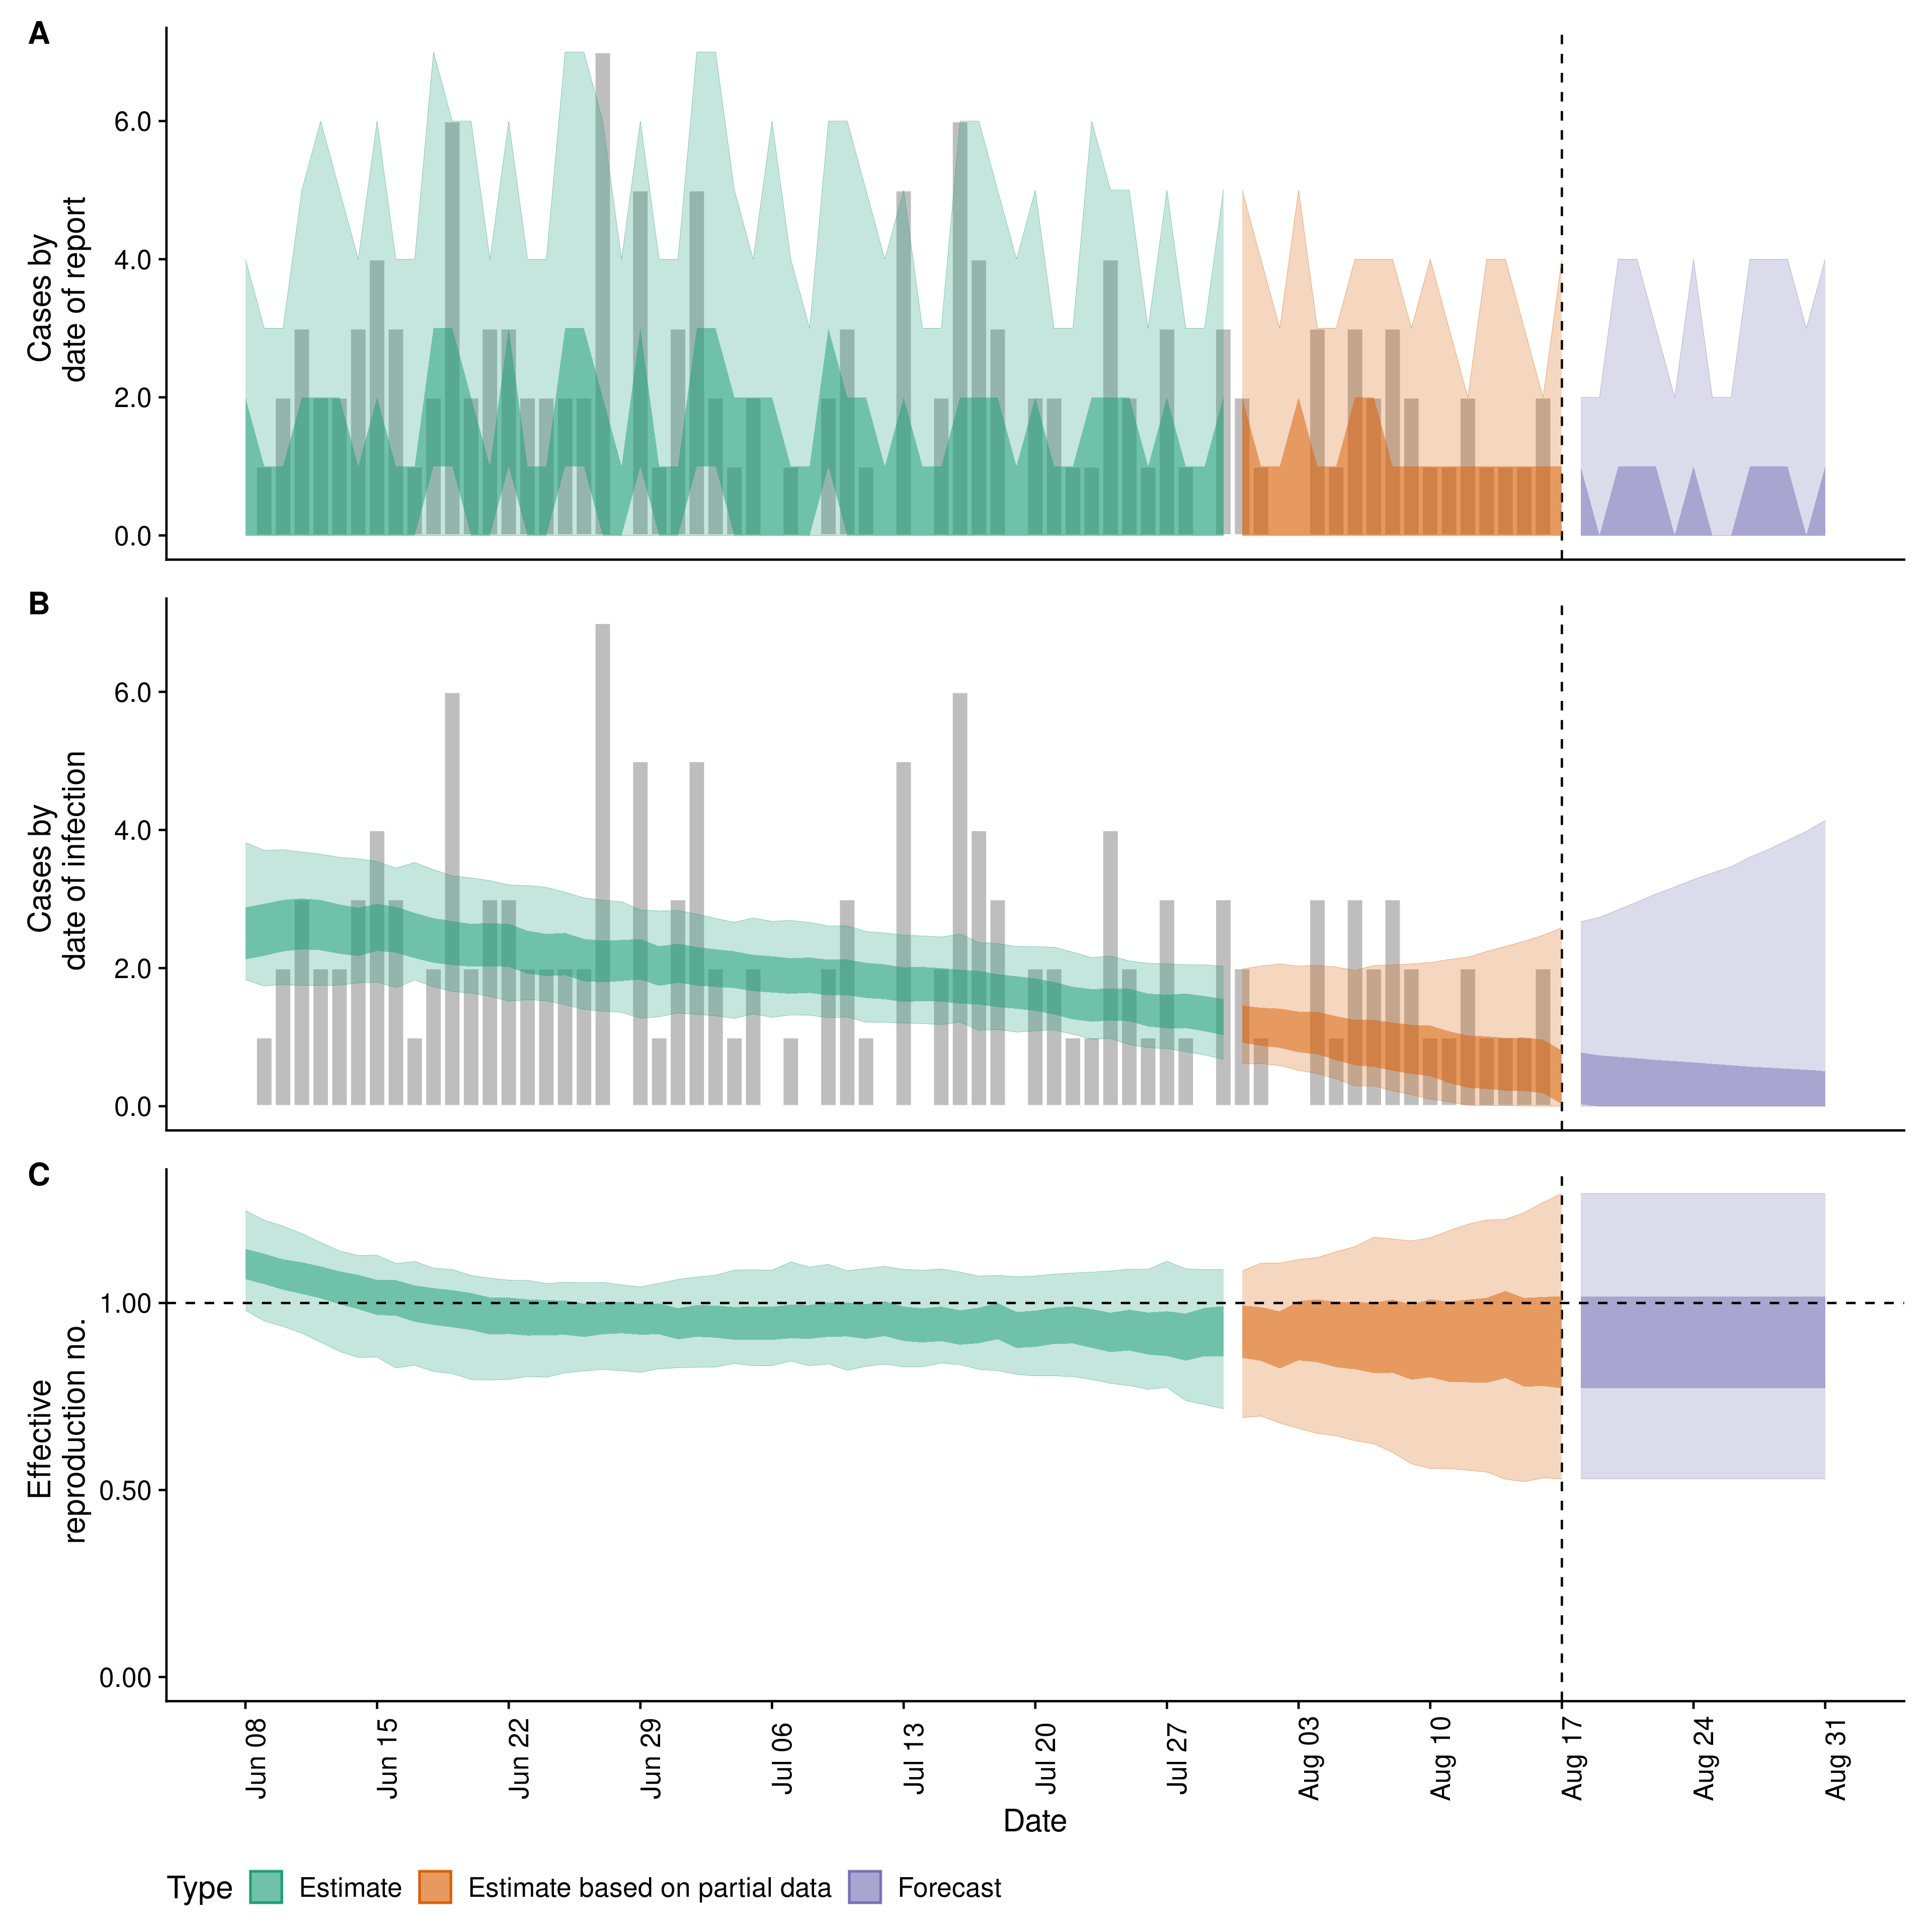 A
Cases by
date of report
6.0
4.0
2.0
0.0
B
Cases by
date of infection
6.0
4.0
2.0
0.0
C
Effective
reproduction no.
1.00
0.50
0.00
Jun 08
Jun 15
Jun 22
Jun 29
Jul 06
Jul 13
Jul 20
Jul 27
Aug 03
Aug 10
Aug 17
Aug 24
Aug 31
Date
Type Estimate Estimate based on partial data Forecast